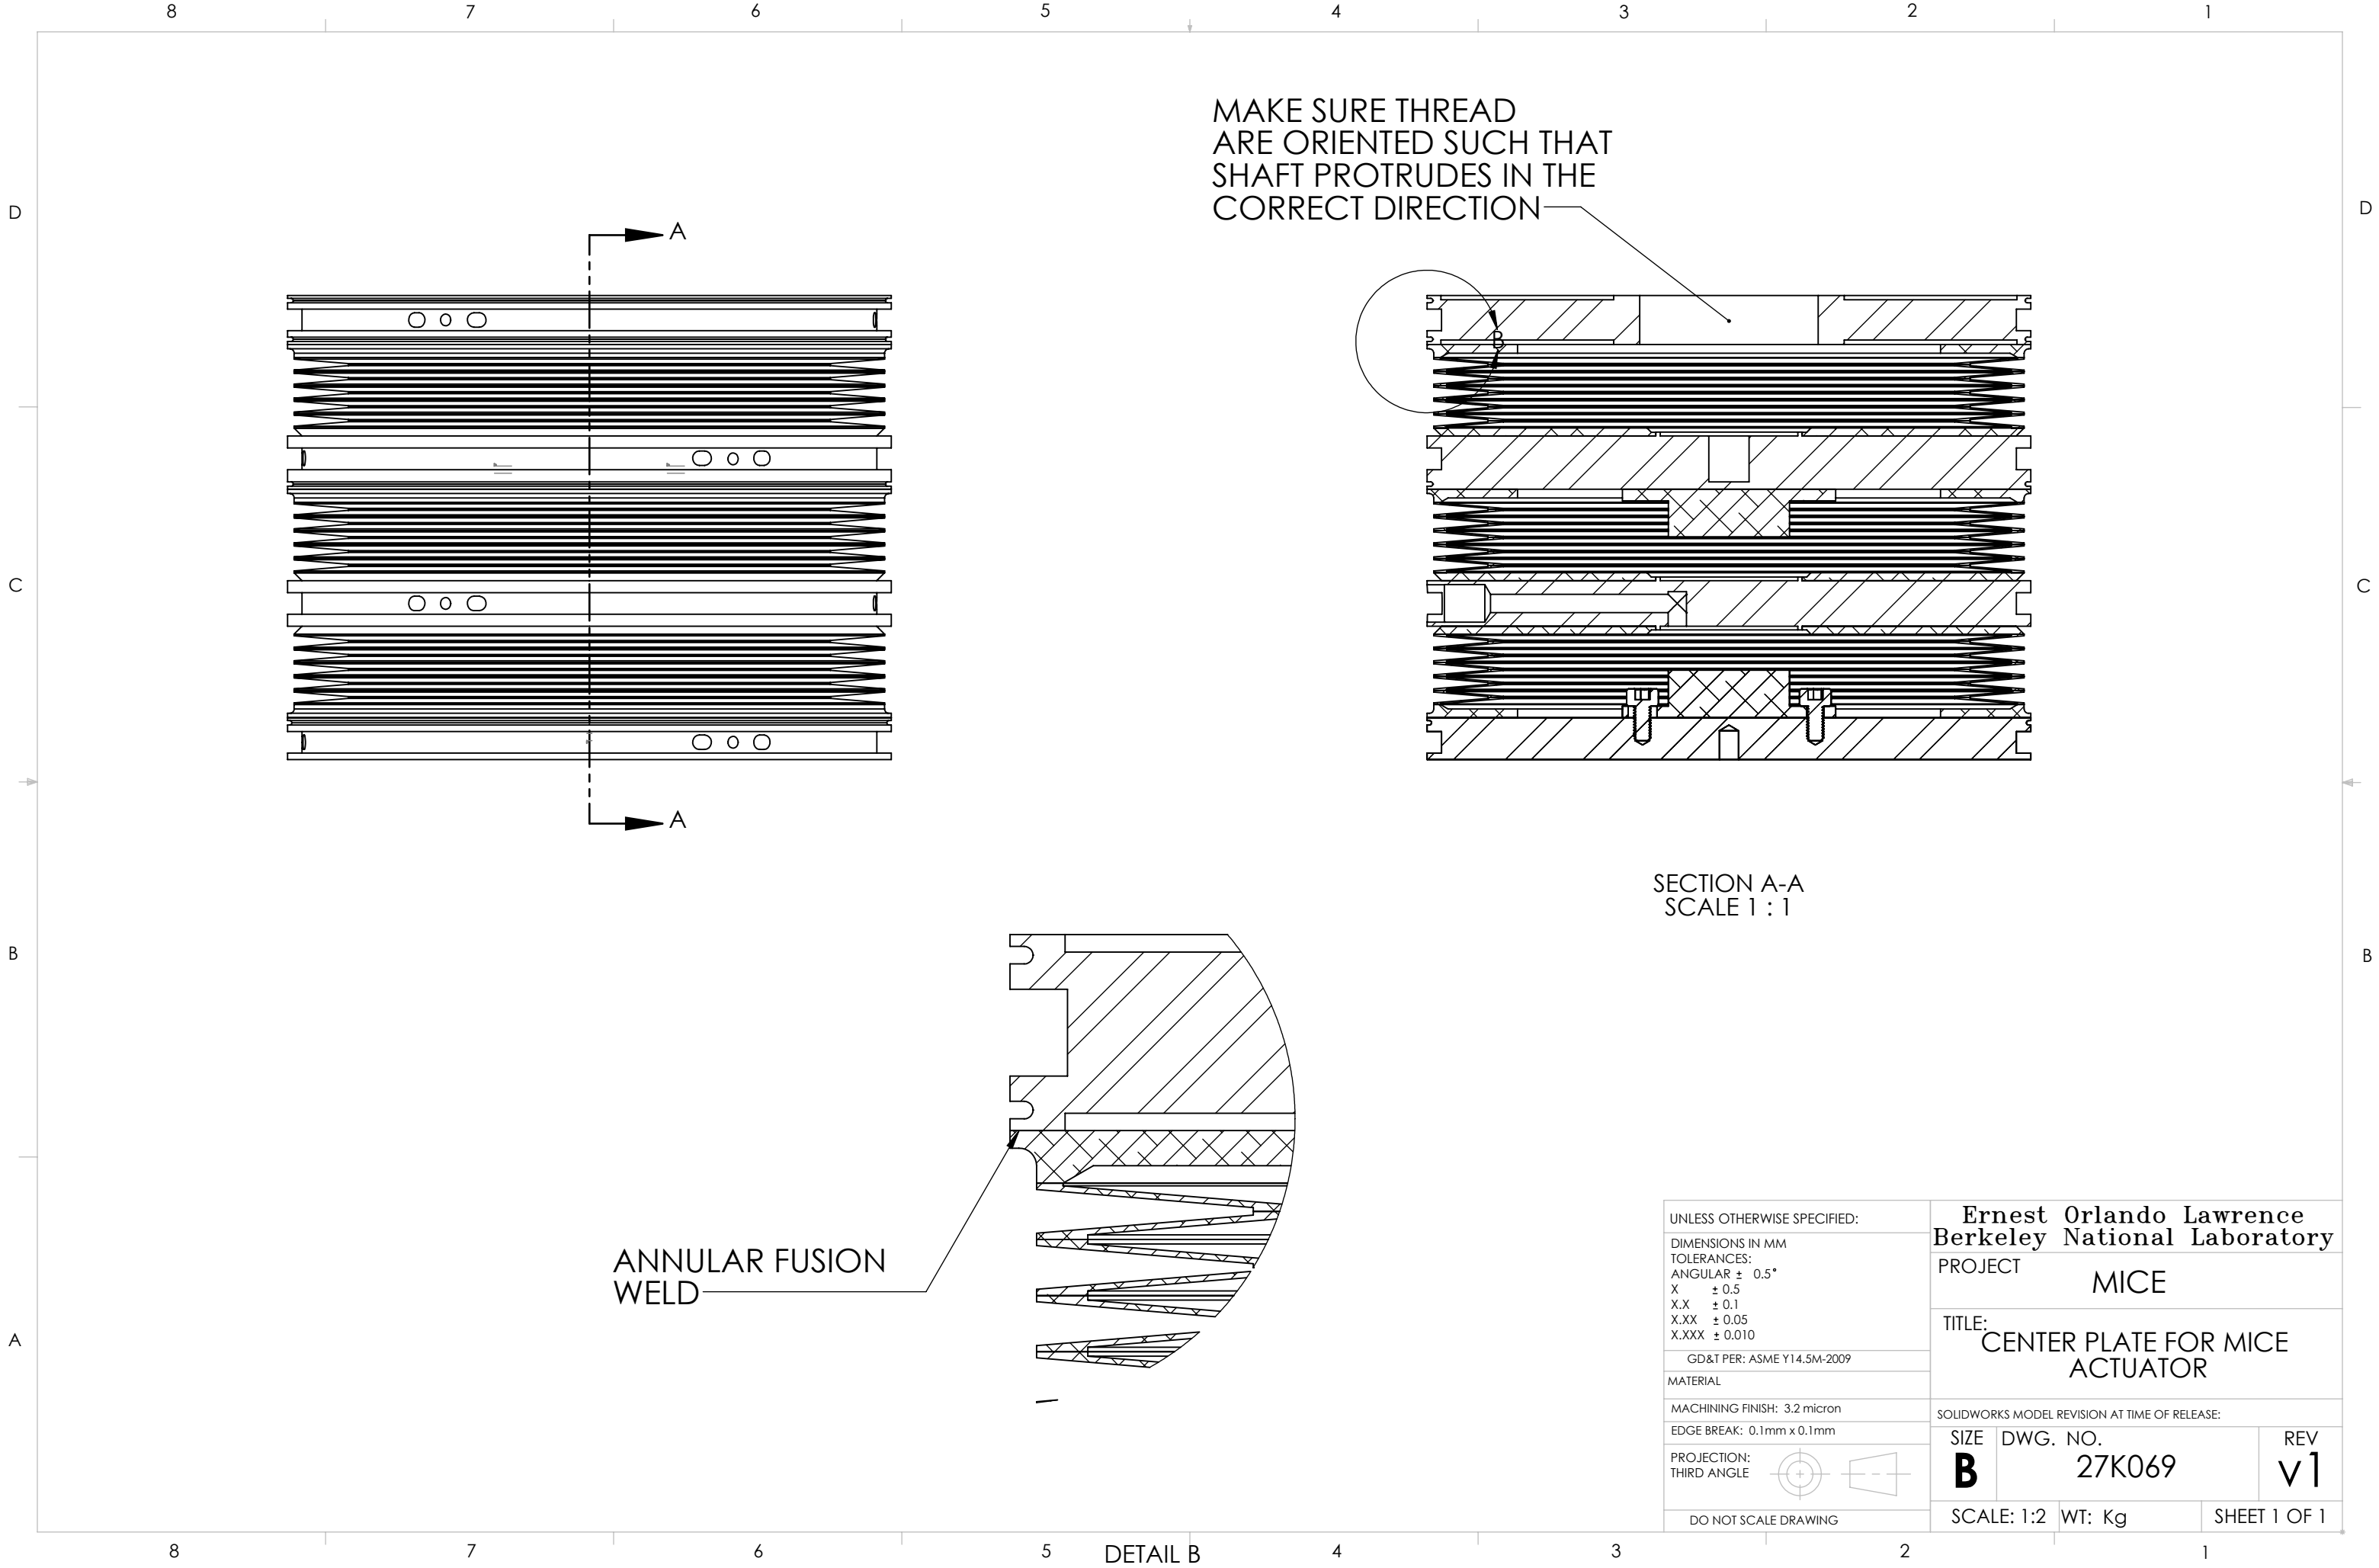 8 7 6 5 4 3 2 1
D
D
C
C
B
B
A
A
MAKE SURE THREAD
ARE ORIENTED SUCH THAT
SHAFT PROTRUDES IN THE
CORRECT DIRECTION
A
A
B
SECTION A-A
SCALE 1 : 1
ANNULAR FUSION
WELD
DETAIL B
UNLESS OTHERWISE SPECIFIED:
DIMENSIONS IN MM
TOLERANCES:
ANGULAR ± 0.5°
X ± 0.5
X.X ± 0.1
X.XX ± 0.05
X.XXX ± 0.010
GD&T PER: ASME Y14.5M-2009
MATERIAL
MACHINING FINISH: 3.2 micron
EDGE BREAK: 0.1mm x 0.1mm
PROJECTION:
THIRD ANGLE
DO NOT SCALE DRAWING
Ernest Orlando Lawrence
Berkeley National Laboratory
PROJECT
MICE
TITLE:
CENTER PLATE FOR MICE
ACTUATOR
SOLIDWORKS MODEL REVISION AT TIME OF RELEASE:
SIZE
B
DWG. NO.
27K069
REV
v1
SCALE: 1:2
WT: Kg
SHEET 1 OF 1
8 7 6 5 4 3 2 1